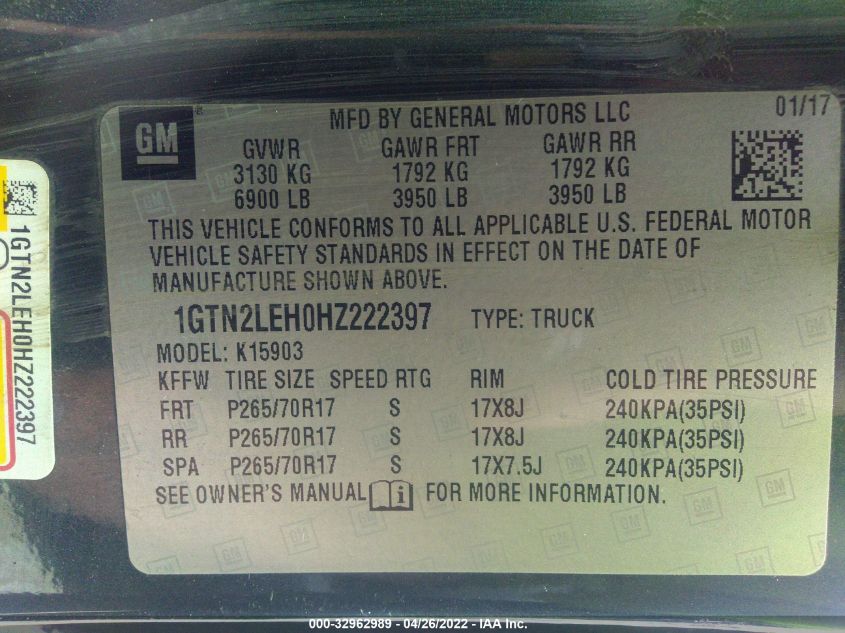 GM
MFD BY GENERAL MOTORS LLC 01/17
GVWR GAWR FRT GAWR RR
3130 KG 1792 KG 1792 KG
6900 LB 3950 LB 3950 LB
THIS VEHICLE CONFORMS TO ALL APPLICABLE U.S. FEDERAL MOTOR
VEHICLE SAFETY STANDARDS IN EFFECT ON THE DATE OF
MANUFACTURE SHOWN ABOVE.
1GTN2LEH0HZ222397 TYPE: TRUCK
MODEL: K15903
KFFW TIRE SIZE SPEED RTG RIM COLD TIRE PRESSURE
FRT P265/70R17 S 17X8J 240KPA(35PSI)
RR P265/70R17 S 17X8J 240KPA(35PSI)
SPA P265/70R17 S 17X7.5J 240KPA(35PSI)
SEE OWNER'S MANUAL FOR MORE INFORMATION.
1GTN2LEH0HZ222397
000-32962989 - 04/26/2022 - IAA Inc.